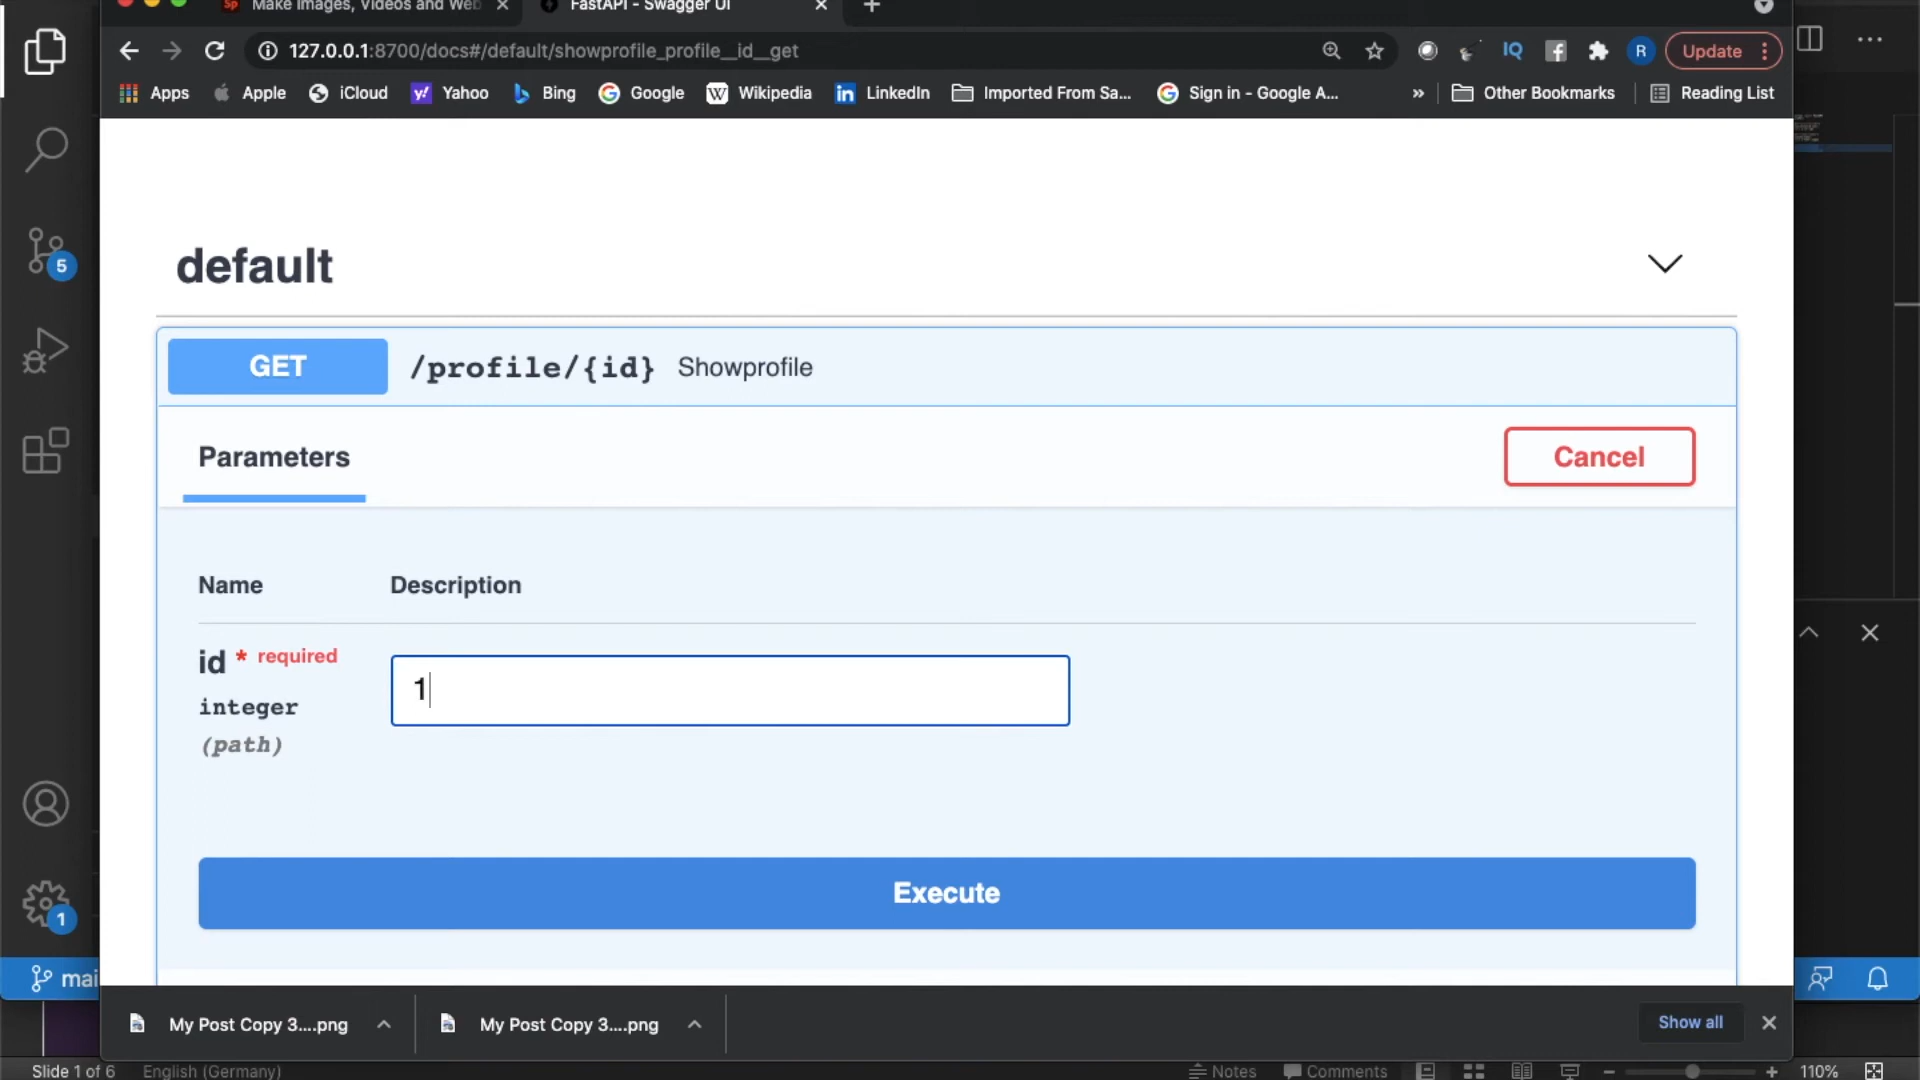 Make Images, Videos and Web
FastAPI - Swagger UI
127.0.0.1:8700/docs#/default/showprofile_profile__id__get
IQ
R
Update
Apps
Apple
iCloud
Yahoo
Bing
Google
Wikipedia
LinkedIn
Imported From Sa...
Sign in - Google A...
»
Other Bookmarks
Reading List
5
default
GET /profile/{id} Showprofile
Parameters
Cancel
Name Description
id * required
1
integer
(path)
Execute
1
mai
My Post Copy 3....png
My Post Copy 3....png
Show all
Slide 1 of 6
English (Germany)
Notes
Comments
110%